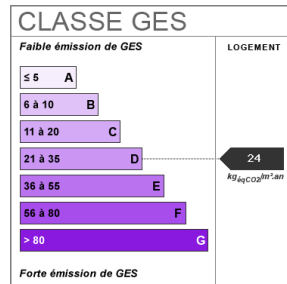 CLASSE GES
Faible émission de GES
LOGEMENT
≤ 5 A
6 à 10 B
11 à 20 C
21 à 35 D
24
kgéqCO2/m².an
36 à 55 E
56 à 80 F
> 80 G
Forte émission de GES